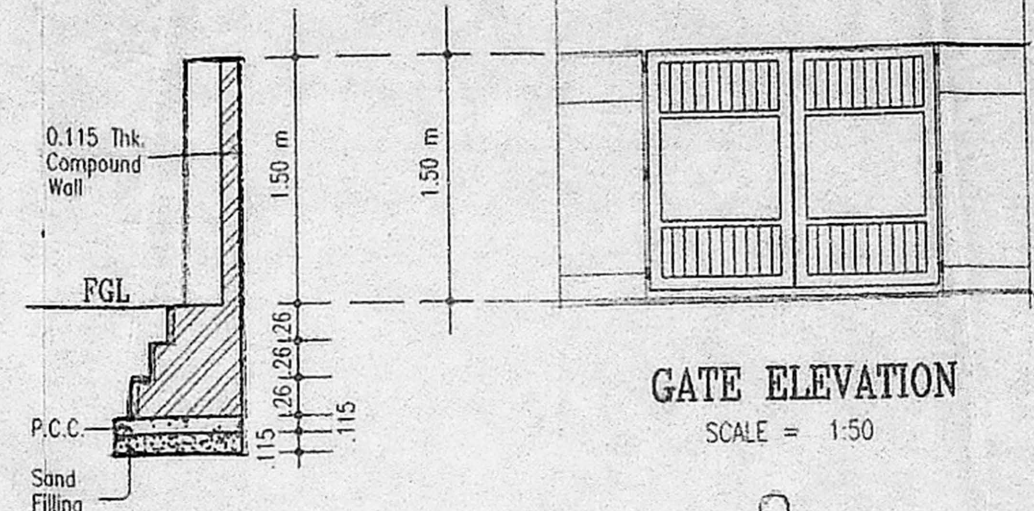 0.115 Thk.
Compound
Wall
1.50 m
1.50 m
FGL
.26
.26
.26
P.C.C.
.115
.115
Sand
Filling
GATE ELEVATION
SCALE = 1:50